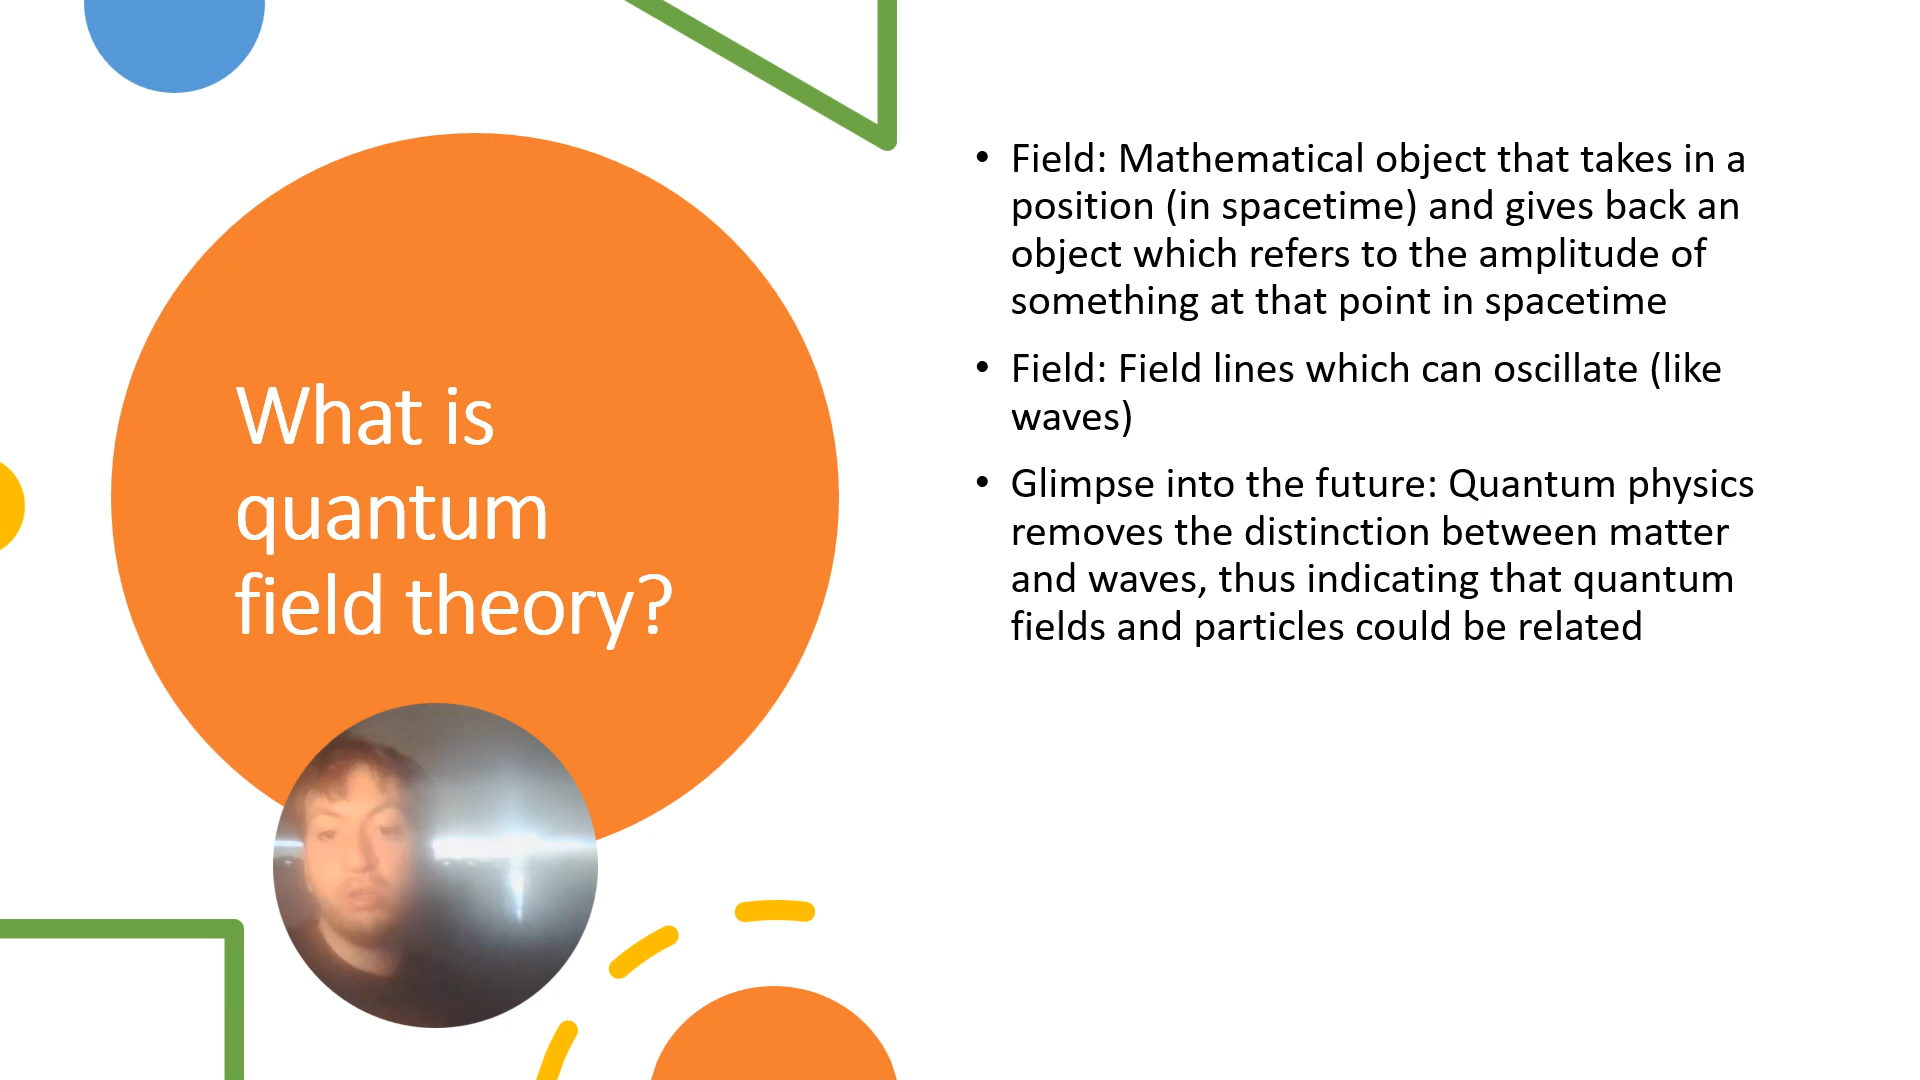 What is
quantum
field theory?
• Field: Mathematical object that takes in a
position (in spacetime) and gives back an
object which refers to the amplitude of
something at that point in spacetime
• Field: Field lines which can oscillate (like
waves)
• Glimpse into the future: Quantum physics
removes the distinction between matter
and waves, thus indicating that quantum
fields and particles could be related